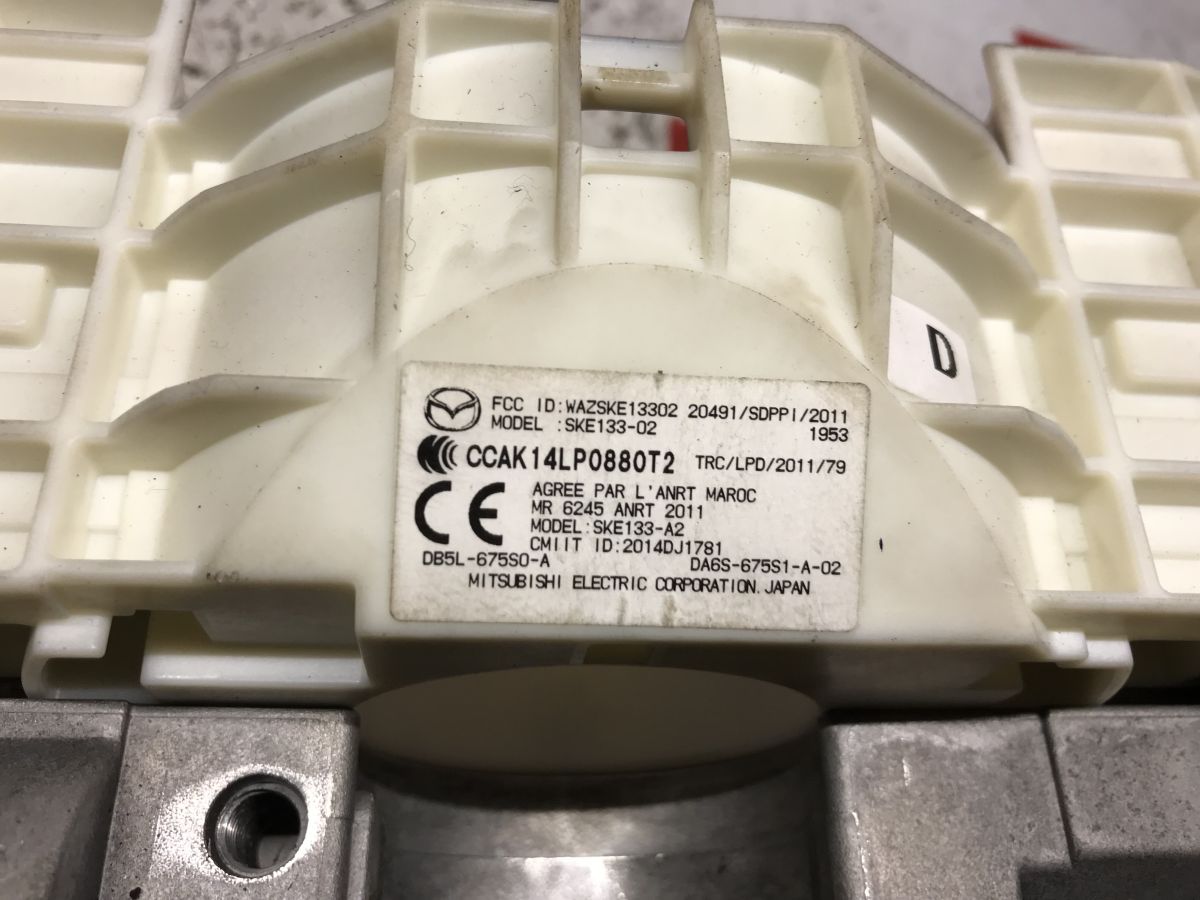 D
FCC ID:WAZSKE13302 20491/SDPPI/2011
MODEL :SKE133-02 1953
CCAK14LP0880T2 TRC/LPD/2011/79
CE AGREE PAR L'ANRT MAROC
MR 6245 ANRT 2011
MODEL:SKE133-A2
CMIIT ID:2014DJ1781
DB5L-675S0-A DA6S-675S1-A-02
MITSUBISHI ELECTRIC CORPORATION.JAPAN